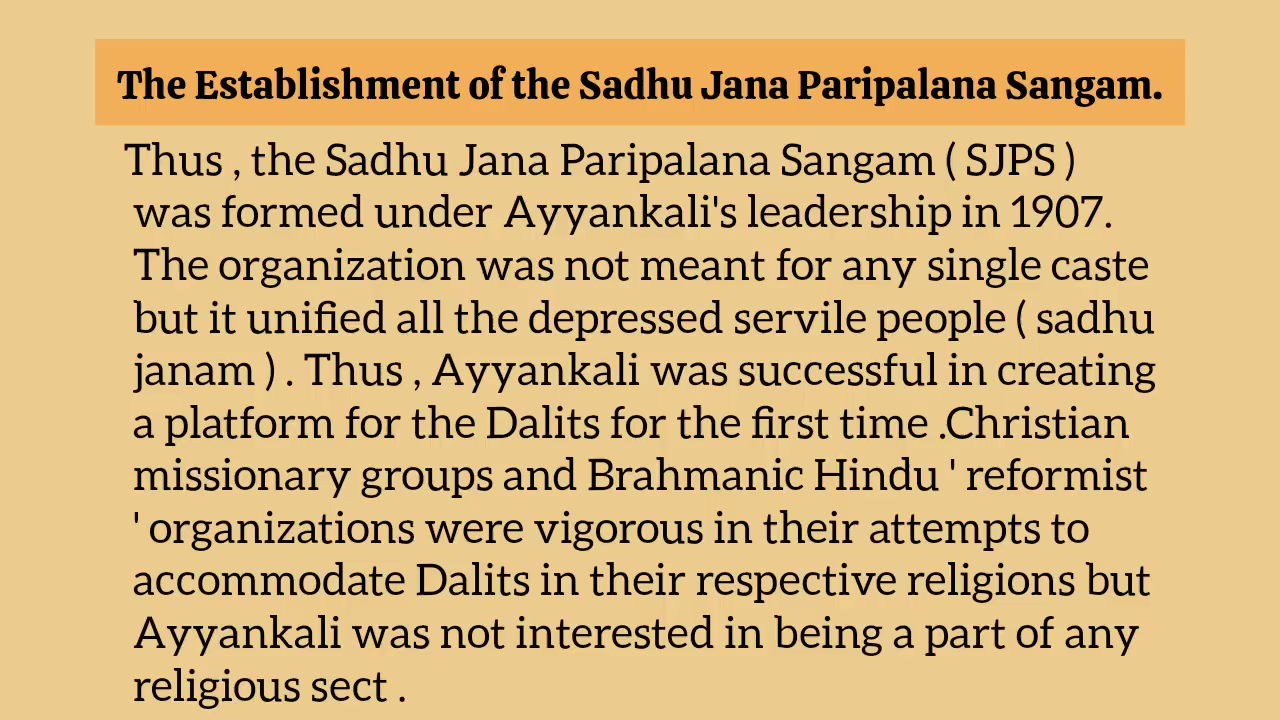 The Establishment of the Sadhu Jana Paripalana Sangam.
Thus , the Sadhu Jana Paripalana Sangam ( SJPS )
was formed under Ayyankali's leadership in 1907.
The organization was not meant for any single caste
but it unified all the depressed servile people ( sadhu
janam ) . Thus , Ayyankali was successful in creating
a platform for the Dalits for the first time .Christian
missionary groups and Brahmanic Hindu ' reformist
' organizations were vigorous in their attempts to
accommodate Dalits in their respective religions but
Ayyankali was not interested in being a part of any
religious sect .